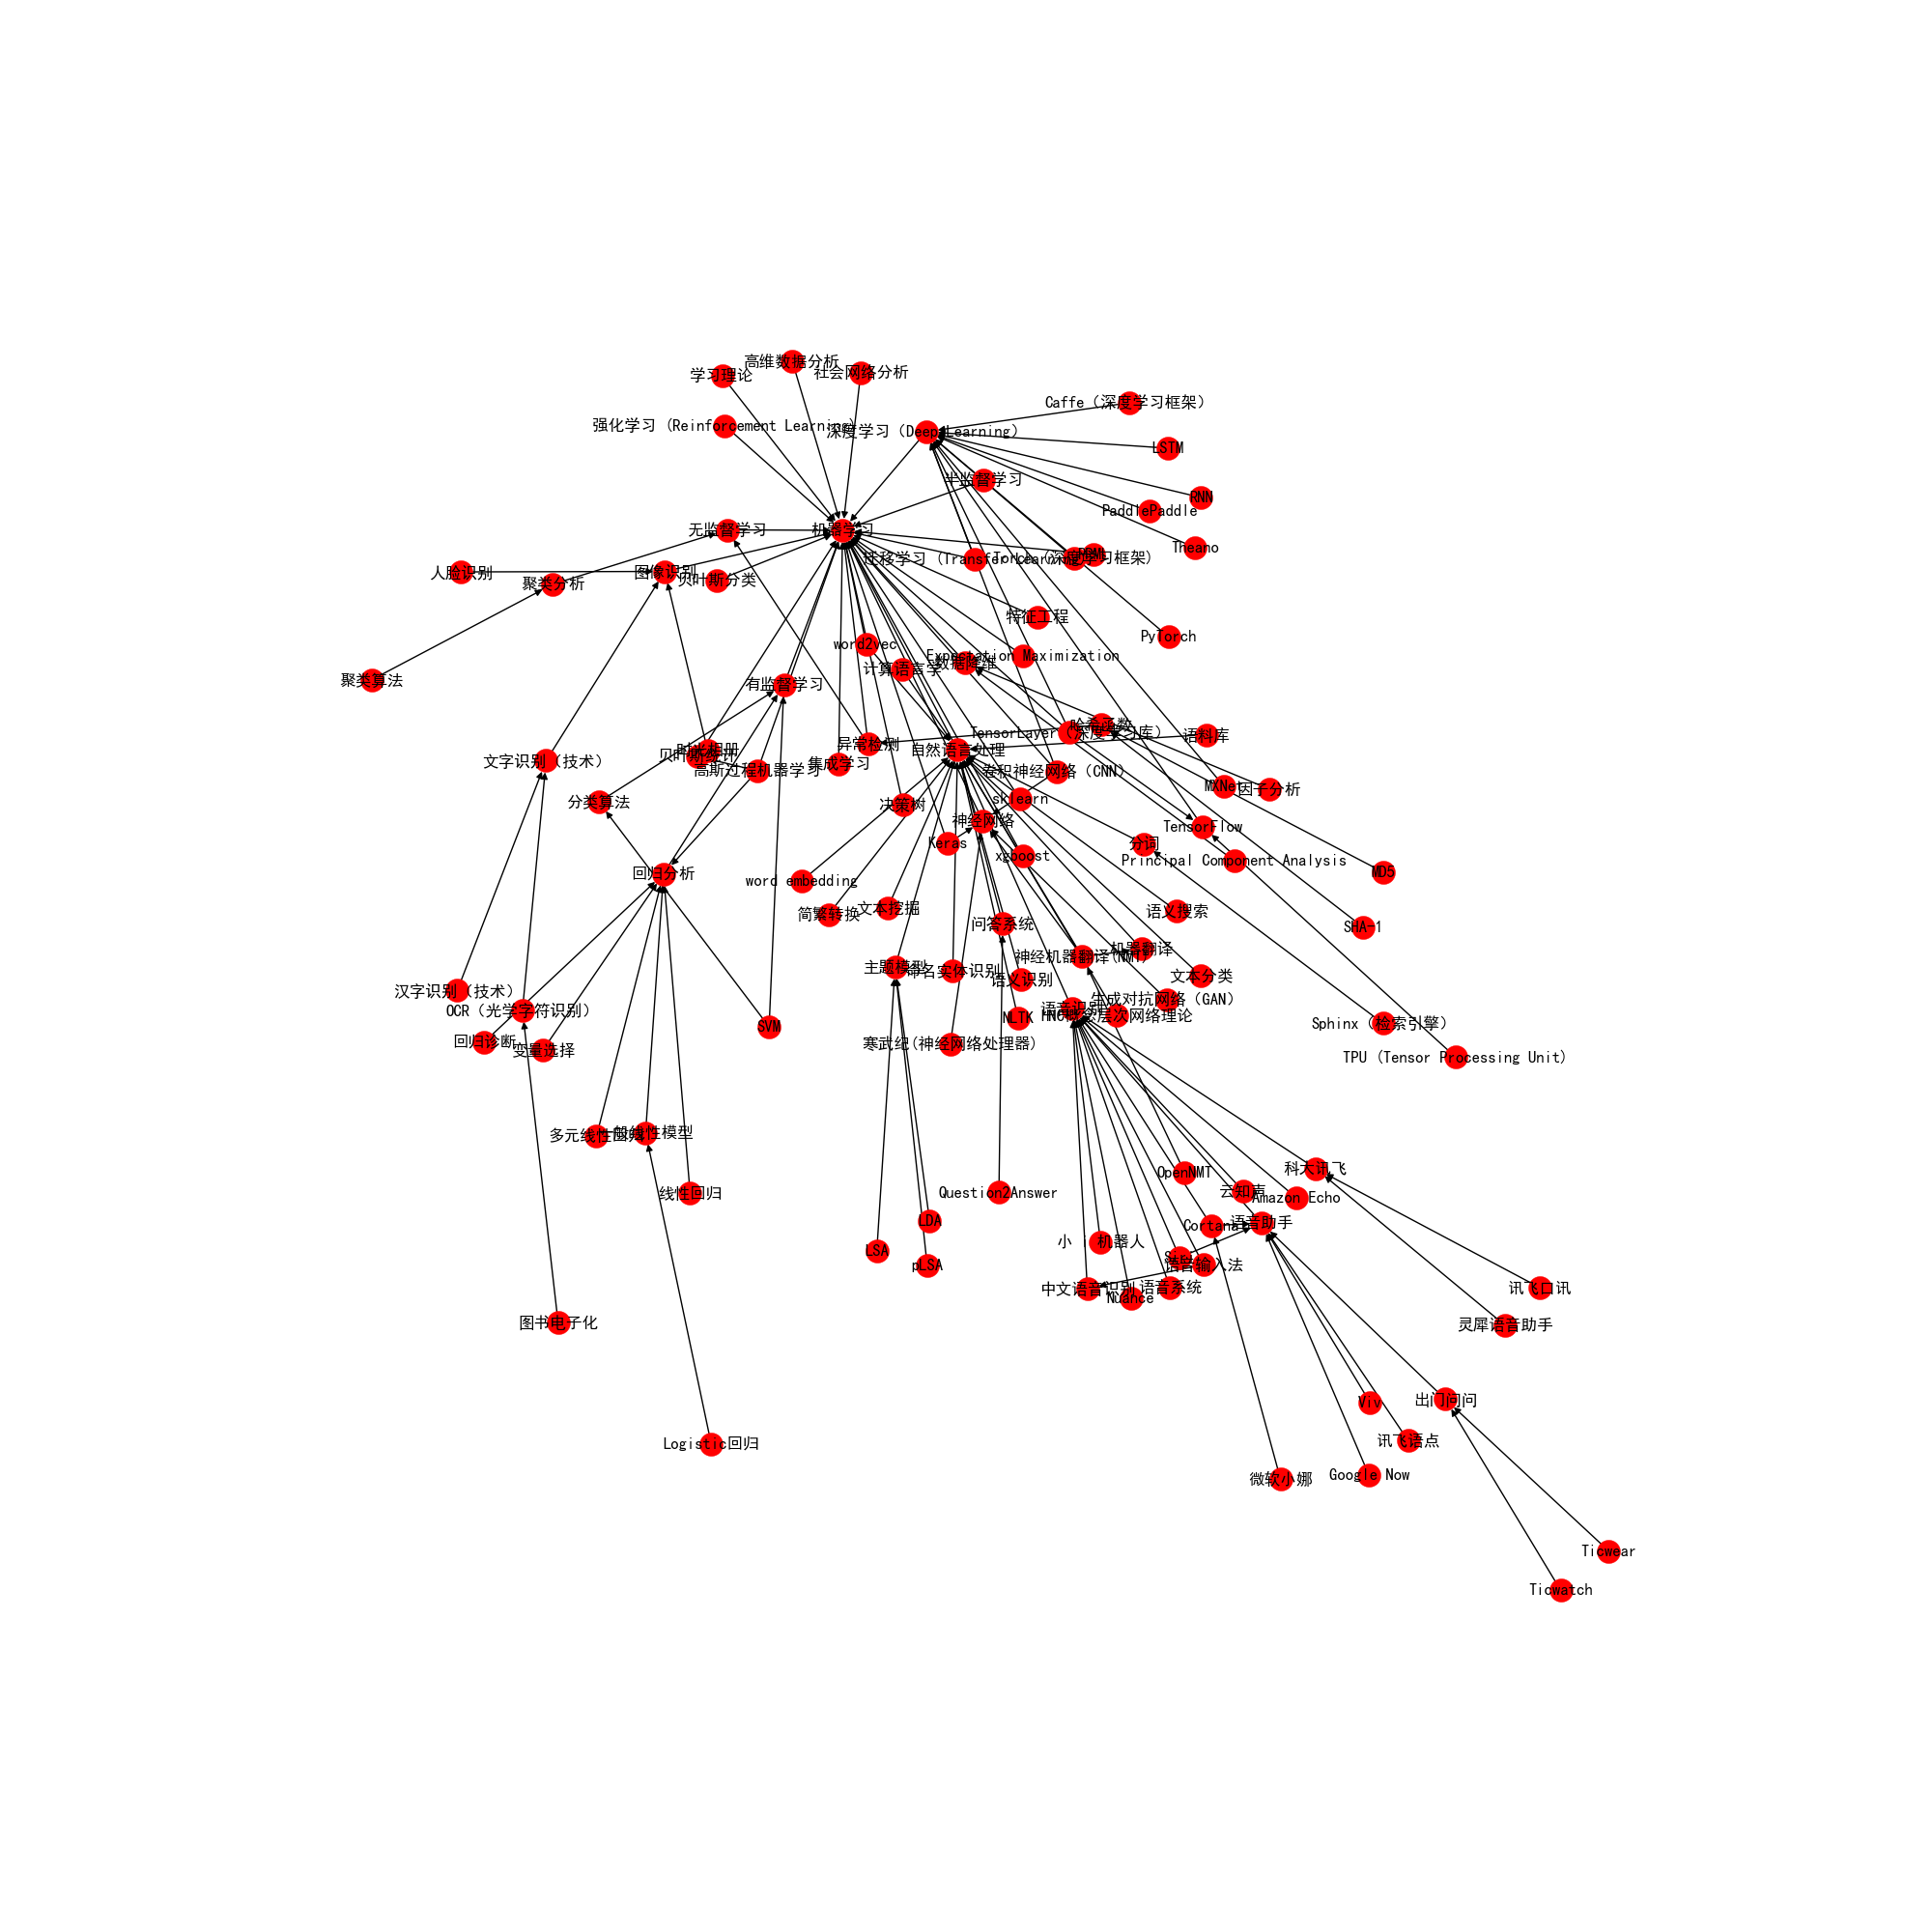 高维数据分析
社会网络分析
学习理论
Caffe（深度学习框架）
强化学习（Reinforcement Learning）
深度学习（Deep Learning）
LSTM
半监督学习
RNN
PaddlePaddle
无监督学习
机器学习
Theano
迁移学习（Transfer Learning）
Torch（深度学习框架）
人脸识别
图像识别
贝叶斯分类
聚类分析
特征工程
PyTorch
word2vec
Expectation Maximization
数据降维
计算语言学
聚类算法
有监督学习
哈希函数
TensorLayer（深度学习库）
语料库
异常检测
自然语言处理
时光相册
贝叶斯统计
文字识别（技术）
集成学习
高斯过程机器学习
卷积神经网络（CNN）
MXNet
因子分析
sklearn
分类算法
决策树
神经网络
TensorFlow
Keras
分词
xgboost
Principal Component Analysis
MD5
回归分析
word embedding
文本挖掘
简繁转换
语义搜索
问答系统
SHA-1
机器翻译
神经机器翻译(NMT)
主题模型
命名实体识别
文本分类
语义识别
汉字识别（技术）
生成对抗网络（GAN）
OCR（光学字符识别）
语音识别
HNC概念层次网络理论
NLTK
Sphinx（检索引擎）
SVM
回归诊断
寒武纪(神经网络处理器)
变量选择
TPU (Tensor Processing Unit)
多元线性回归
一般线性模型
科大讯飞
OpenNMT
线性回归
Question2Answer
云知声
Amazon Echo
LDA
语音助手
Cortana
小i机器人
LSA
Siri
pLSA
语音输入法
中文语音识别
语音系统
讯飞口讯
Nuance
图书电子化
灵犀语音助手
Viv
出门问问
讯飞语点
Logistic回归
Google Now
微软小娜
Ticwear
Ticwatch